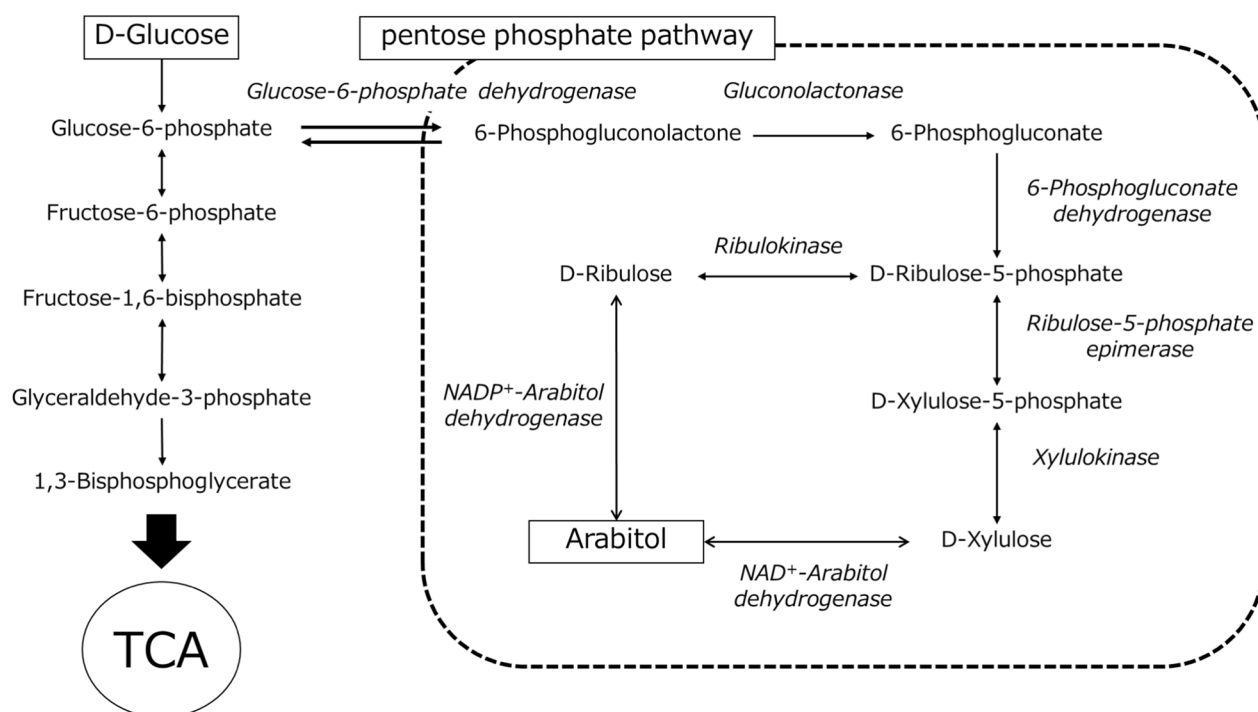 D-Glucose
pentose phosphate pathway
Glucose-6-phosphate dehydrogenase
Gluconolactonase
Glucose-6-phosphate
6-Phosphogluconolactone
6-Phosphogluconate
6-Phosphogluconate
dehydrogenase
Fructose-6-phosphate
Ribulokinase
D-Ribulose
D-Ribulose-5-phosphate
Fructose-1,6-bisphosphate
Ribulose-5-phosphate
epimerase
NADP⁺-Arabitol
dehydrogenase
Glyceraldehyde-3-phosphate
D-Xylulose-5-phosphate
Xylulokinase
1,3-Bisphosphoglycerate
Arabitol
D-Xylulose
NAD⁺-Arabitol
dehydrogenase
TCA